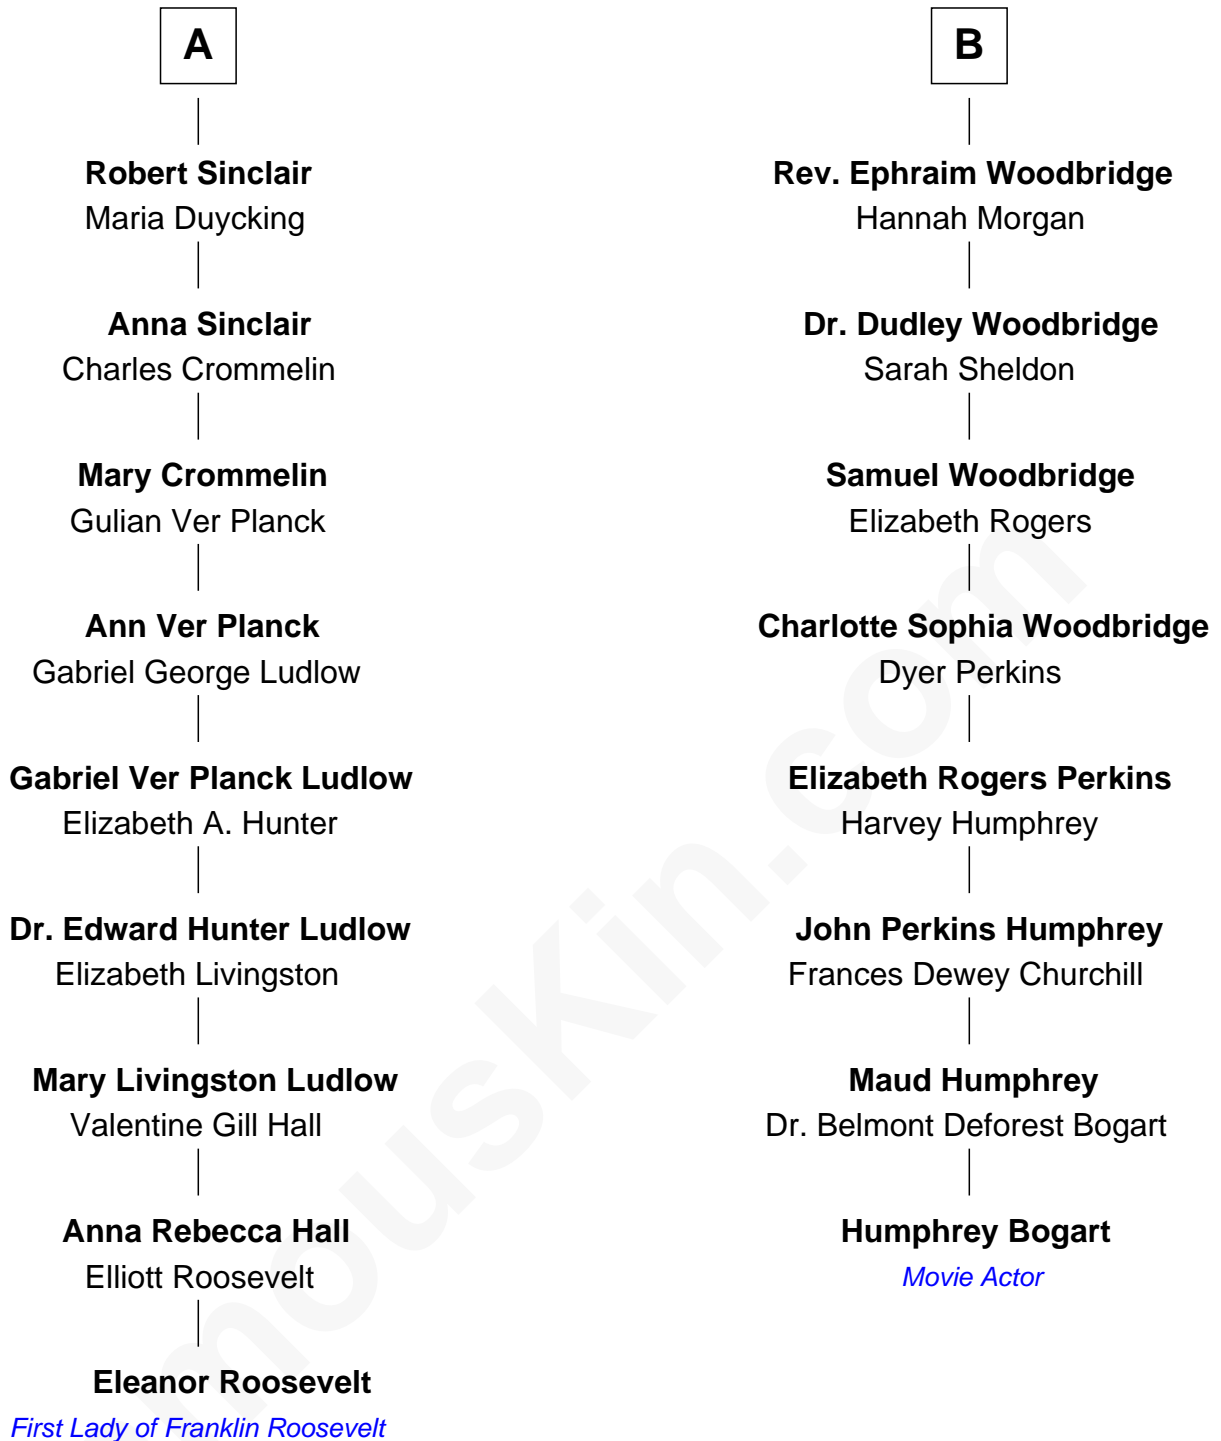 A
Robert Sinclair
Maria Duycking
Anna Sinclair
Charles Crommelin
Mary Crommelin
Gulian Ver Planck
Ann Ver Planck
Gabriel George Ludlow
Gabriel Ver Planck Ludlow
Elizabeth A. Hunter
Dr. Edward Hunter Ludlow
Elizabeth Livingston
Mary Livingston Ludlow
Valentine Gill Hall
Anna Rebecca Hall
Elliott Roosevelt
Eleanor Roosevelt
First Lady of Franklin Roosevelt
B
Rev. Ephraim Woodbridge
Hannah Morgan
Dr. Dudley Woodbridge
Sarah Sheldon
Samuel Woodbridge
Elizabeth Rogers
Charlotte Sophia Woodbridge
Dyer Perkins
Elizabeth Rogers Perkins
Harvey Humphrey
John Perkins Humphrey
Frances Dewey Churchill
Maud Humphrey
Dr. Belmont Deforest Bogart
Humphrey Bogart
Movie Actor
mouskin.com